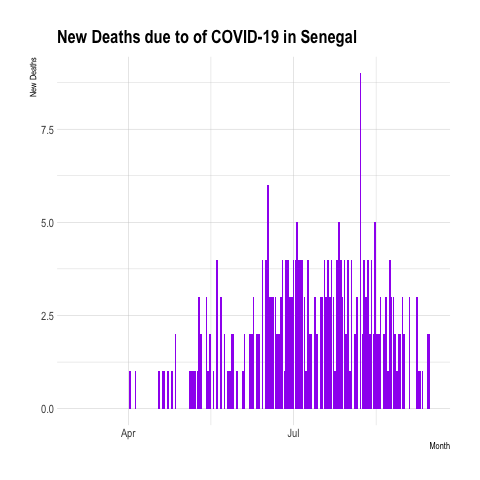 New Deaths due to of COVID-19 in Senegal
New Deaths
7.5
5.0
2.5
0.0
Apr
Jul
Month